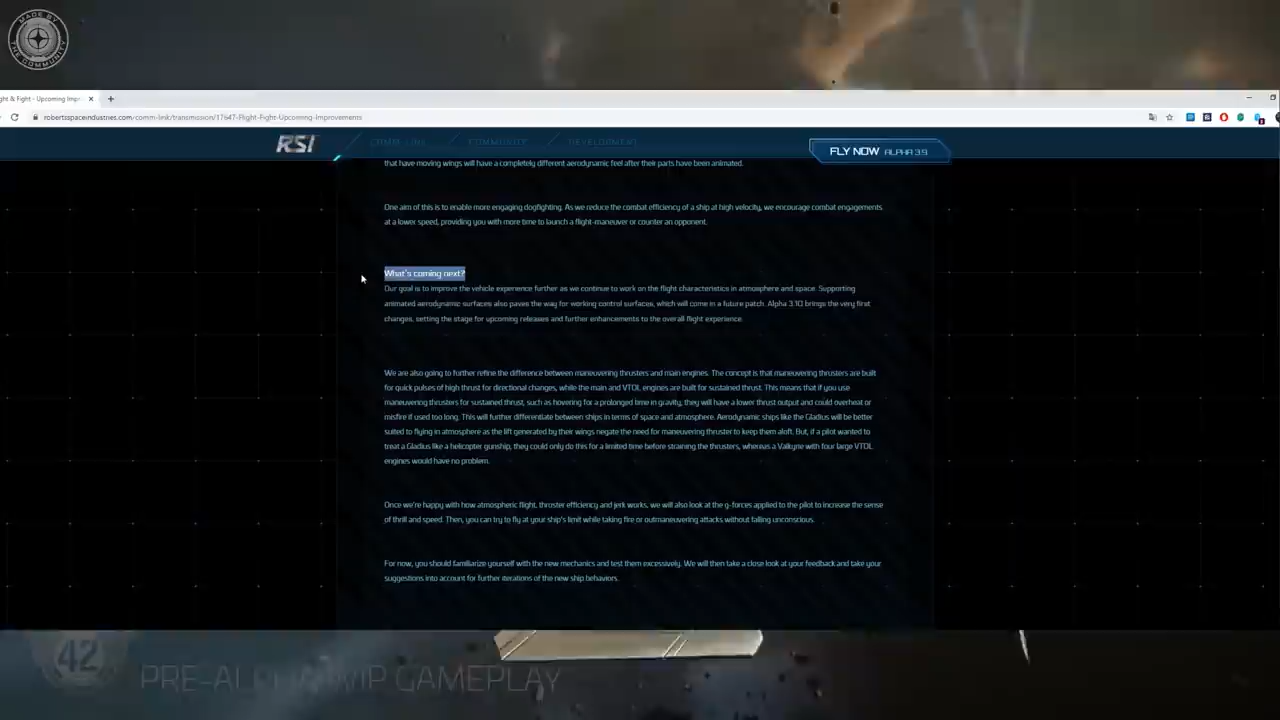 MADE BY
THE COMMUNITY
ght & Fight - Upcoming Impr
robertsspaceindustries.com/comm-link/transmission/17647-Flight-Fight-Upcoming-Improvements
RSI
COMM-LINK
COMMUNITY
DEVELOPMENT
FLY NOW ALPHA 3.9
that have moving wings will have a completely different aerodynamic feel after their parts have been animated.
One aim of this is to enable more engaging dogfighting. As we reduce the combat efficiency of a ship at high velocity, we encourage combat engagements
at a lower speed, providing you with more time to launch a flight-maneuver or counter an opponent.
What's coming next?
Our goal is to improve the vehicle experience further as we continue to work on the flight characteristics in atmosphere and space. Supporting
animated aerodynamic surfaces also paves the way for working control surfaces, which will come in a future patch. Alpha 3.10 brings the very first
changes, setting the stage for upcoming releases and further enhancements to the overall flight experience.
We are also going to further refine the difference between maneuvering thrusters and main engines. The concept is that maneuvering thrusters are built
for quick pulses of high thrust for directional changes, while the main and VTOL engines are built for sustained thrust. This means that if you use
maneuvering thrusters for sustained thrust, such as hovering for a prolonged time in gravity, they will have a lower thrust output and could overheat or
misfire if used too long. This will further differentiate between ships in terms of space and atmosphere. Aerodynamic ships like the Gladius will be better
suited to flying in atmosphere as the lift generated by their wings negate the need for maneuvering thruster to keep them aloft. But, if a pilot wanted to
treat a Gladius like a helicopter gunship, they could only do this for a limited time before straining the thrusters, whereas a Valkyrie with four large VTOL
engines would have no problem.
Once we're happy with how atmospheric flight, thruster efficiency and jerk works, we will also look at the g-forces applied to the pilot to increase the sense
of thrill and speed. Then, you can try to fly at your ship's limit while taking fire or outmaneuvering attacks without falling unconscious.
For now, you should familiarize yourself with the new mechanics and test them excessively. We will then take a close look at your feedback and take your
suggestions into account for further iterations of the new ship behaviors.
42
PRE-ALPHA WIP GAMEPLAY